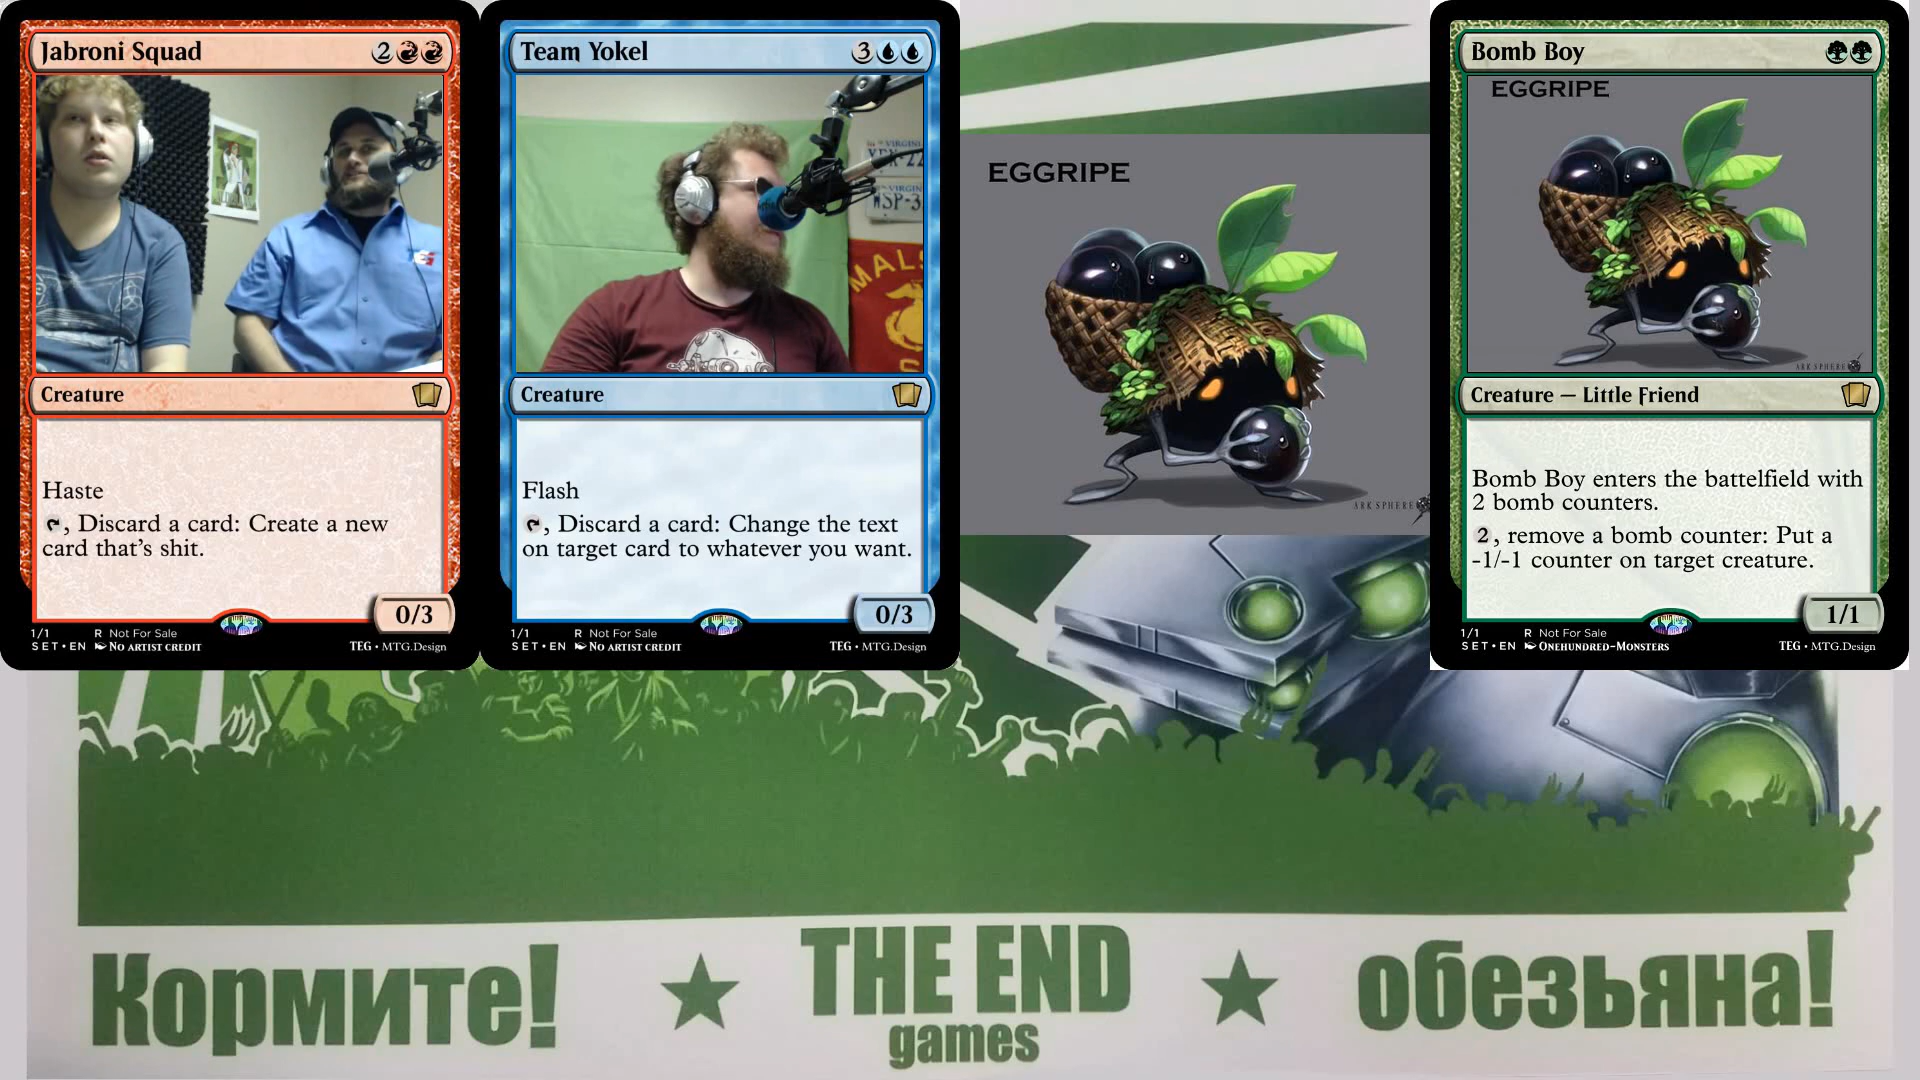 Jabroni Squad
2
Creature
Haste
, Discard a card: Create a new
card that's shit.
0/3
1/1 R Not For Sale
SET • EN No artist credit
TEG • MTG.Design
Team Yokel
3
Creature
Flash
, Discard a card: Change the text
on target card to whatever you want.
0/3
1/1 R Not For Sale
SET • EN No artist credit
TEG • MTG.Design
EGGRIPE
ARK SPHERE
Bomb Boy
EGGRIPE
ARK SPHERE
Creature — Little Friend
Bomb Boy enters the battelfield with
2 bomb counters.
2, remove a bomb counter: Put a
-1/-1 counter on target creature.
1/1
1/1 R Not For Sale
SET • EN Onehundred-Monsters
TEG • MTG.Design
Кормите! ★ THE END ★ обезьяна!
games